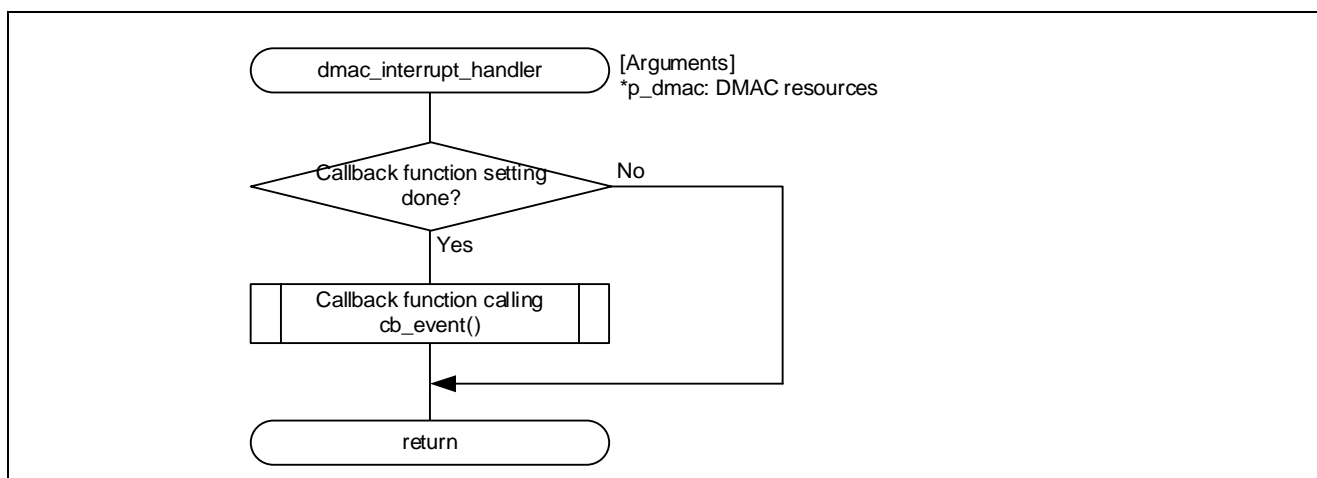 dmac_interrupt_handler
[Arguments]
*p_dmac: DMAC resources
Callback function setting
done?
No
Yes
Callback function calling
cb_event()
return